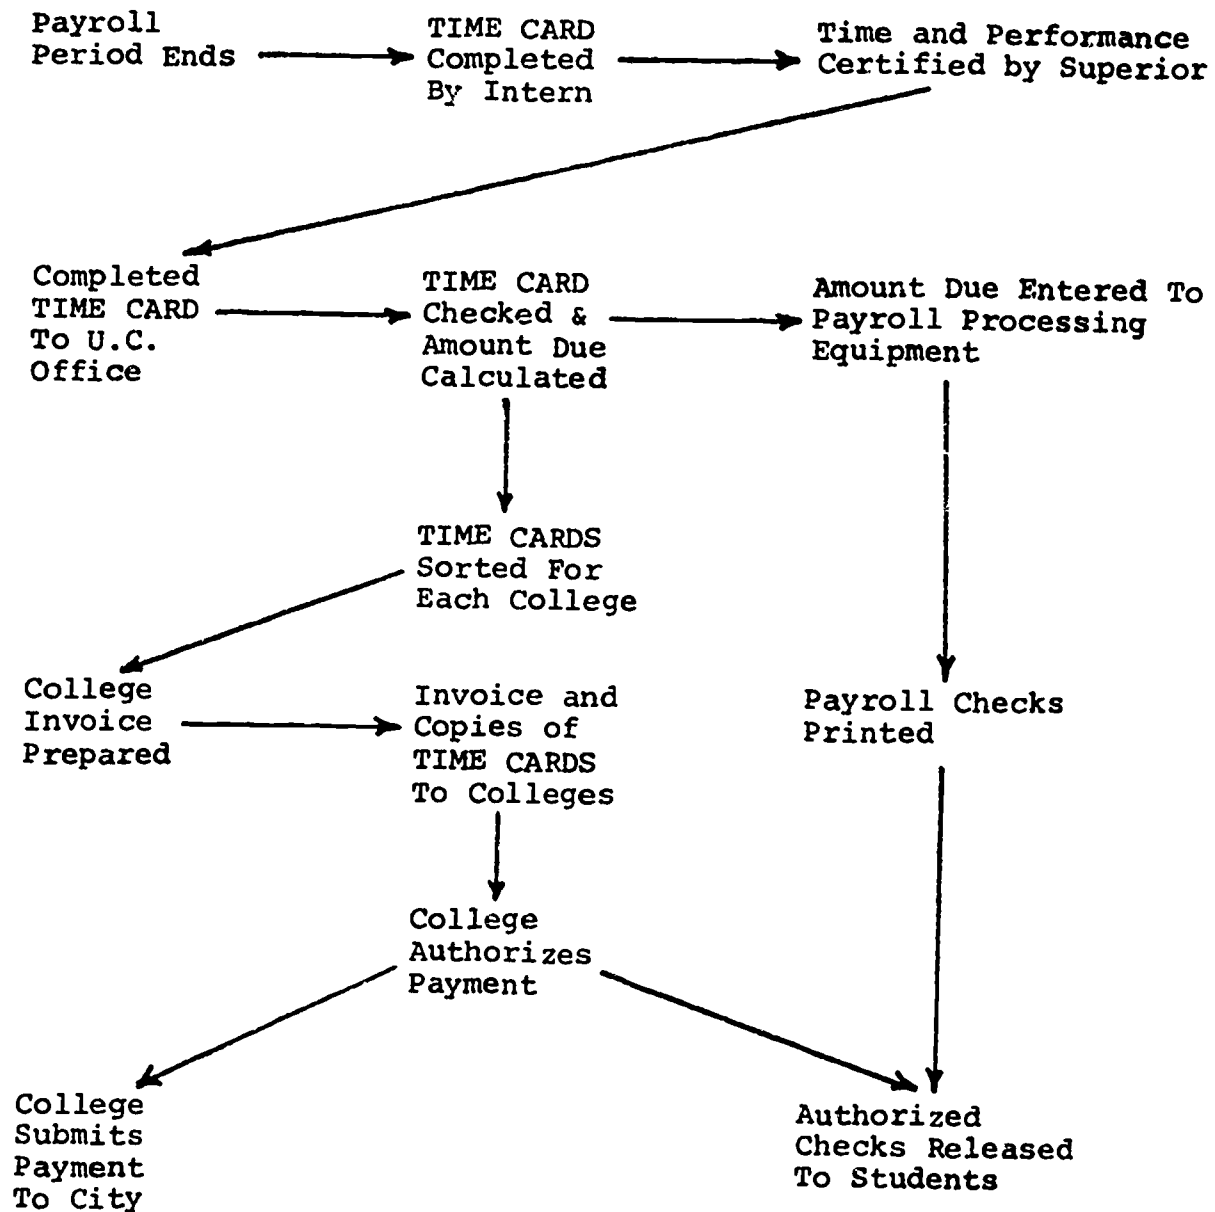 Payroll
Period Ends
TIME CARD
Completed
By Intern
Time and Performance
Certified by Superior
Completed
TIME CARD
To U.C.
Office
TIME CARD
Checked &
Amount Due
Calculated
Amount Due Entered To
Payroll Processing
Equipment
TIME CARDS
Sorted For
Each College
College
Invoice
Prepared
Invoice and
Copies of
TIME CARDS
To Colleges
Payroll Checks
Printed
College
Authorizes
Payment
College
Submits
Payment
To City
Authorized
Checks Released
To Students